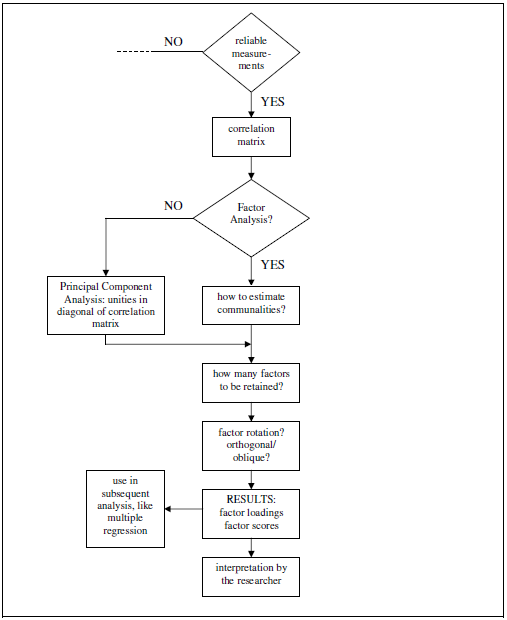 NO
reliable
measure-
ments
YES
correlation
matrix
NO
Factor
Analysis?
YES
Principal Component
Analysis: unities in
diagonal of correlation
matrix
how to estimate
communalities?
how many factors
to be retained?
factor rotation?
orthogonal/
oblique?
use in
subsequent
analysis, like
multiple
regression
RESULTS:
factor loadings
factor scores
interpretation by
the researcher